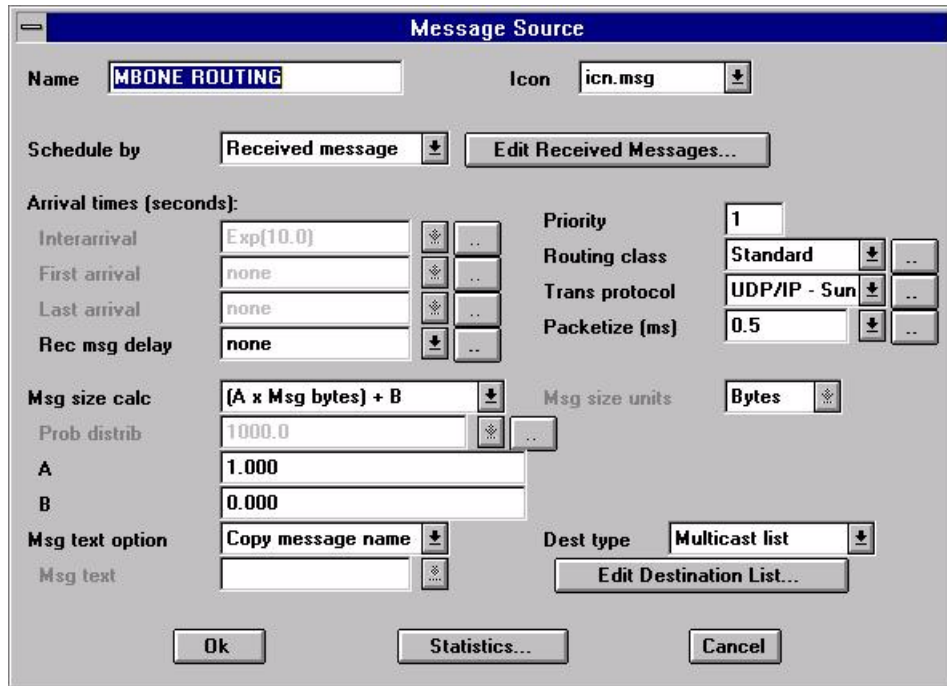 Message Source
Name MBONE ROUTING Icon icn.msg
Schedule by Received message Edit Received Messages...
Arrival times (seconds):
Interarrival Exp(10.0) ..
First arrival none ..
Last arrival none ..
Rec msg delay none ..
Priority 1
Routing class Standard ..
Trans protocol UDP/IP - Sun ..
Packetize (ms) 0.5 ..
Msg size calc (A x Msg bytes) + B Msg size units Bytes
Prob distrib 1000.0 ..
A 1.000
B 0.000
Msg text option Copy message name Dest type Multicast list
Msg text Edit Destination List...
Ok Statistics... Cancel